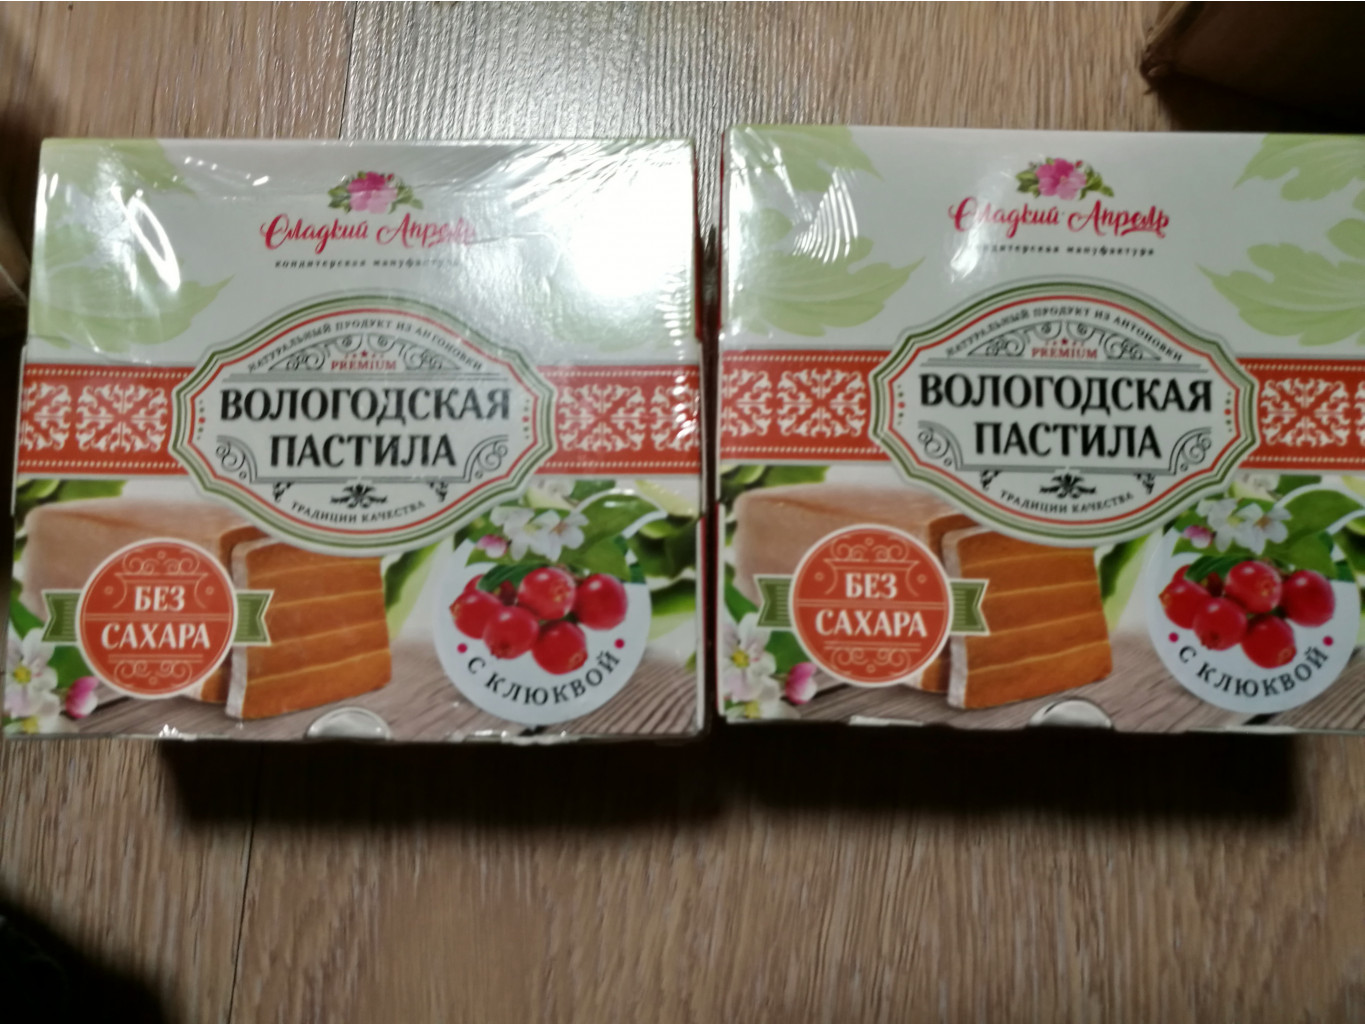 Сладкий Апрель
кондитерская мануфактура
НАТУРАЛЬНЫЙ ПРОДУКТ ИЗ АНТОНОВКИ
PREMIUM
ВОЛОГОДСКАЯ
ПАСТИЛА
ТРАДИЦИИ КАЧЕСТВА
БЕЗ
САХАРА
С КЛЮКВОЙ
Сладкий Апрель
кондитерская мануфактура
НАТУРАЛЬНЫЙ ПРОДУКТ ИЗ АНТОНОВКИ
PREMIUM
ВОЛОГОДСКАЯ
ПАСТИЛА
ТРАДИЦИИ КАЧЕСТВА
БЕЗ
САХАРА
С КЛЮКВОЙ